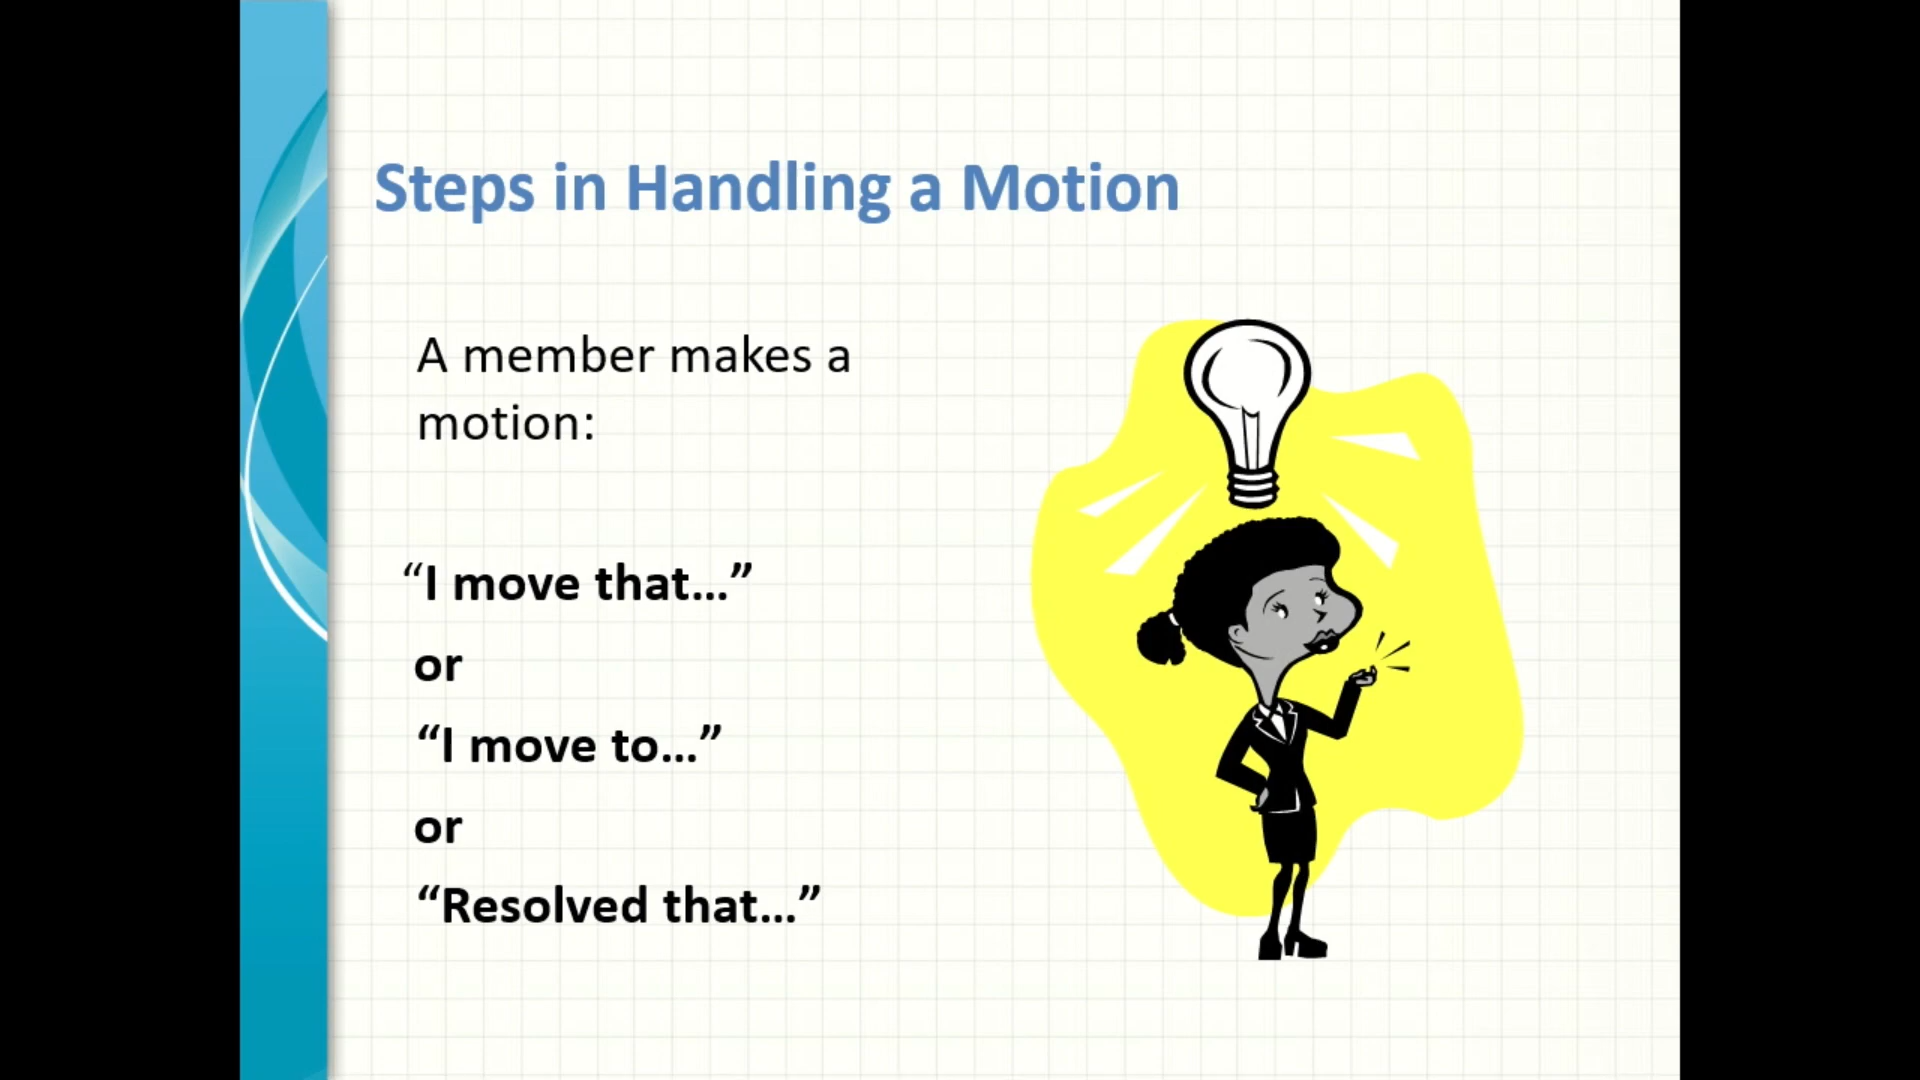 Steps in Handling a Motion
A member makes a
motion:
“I move that...”
or
“I move to...”
or
“Resolved that...”